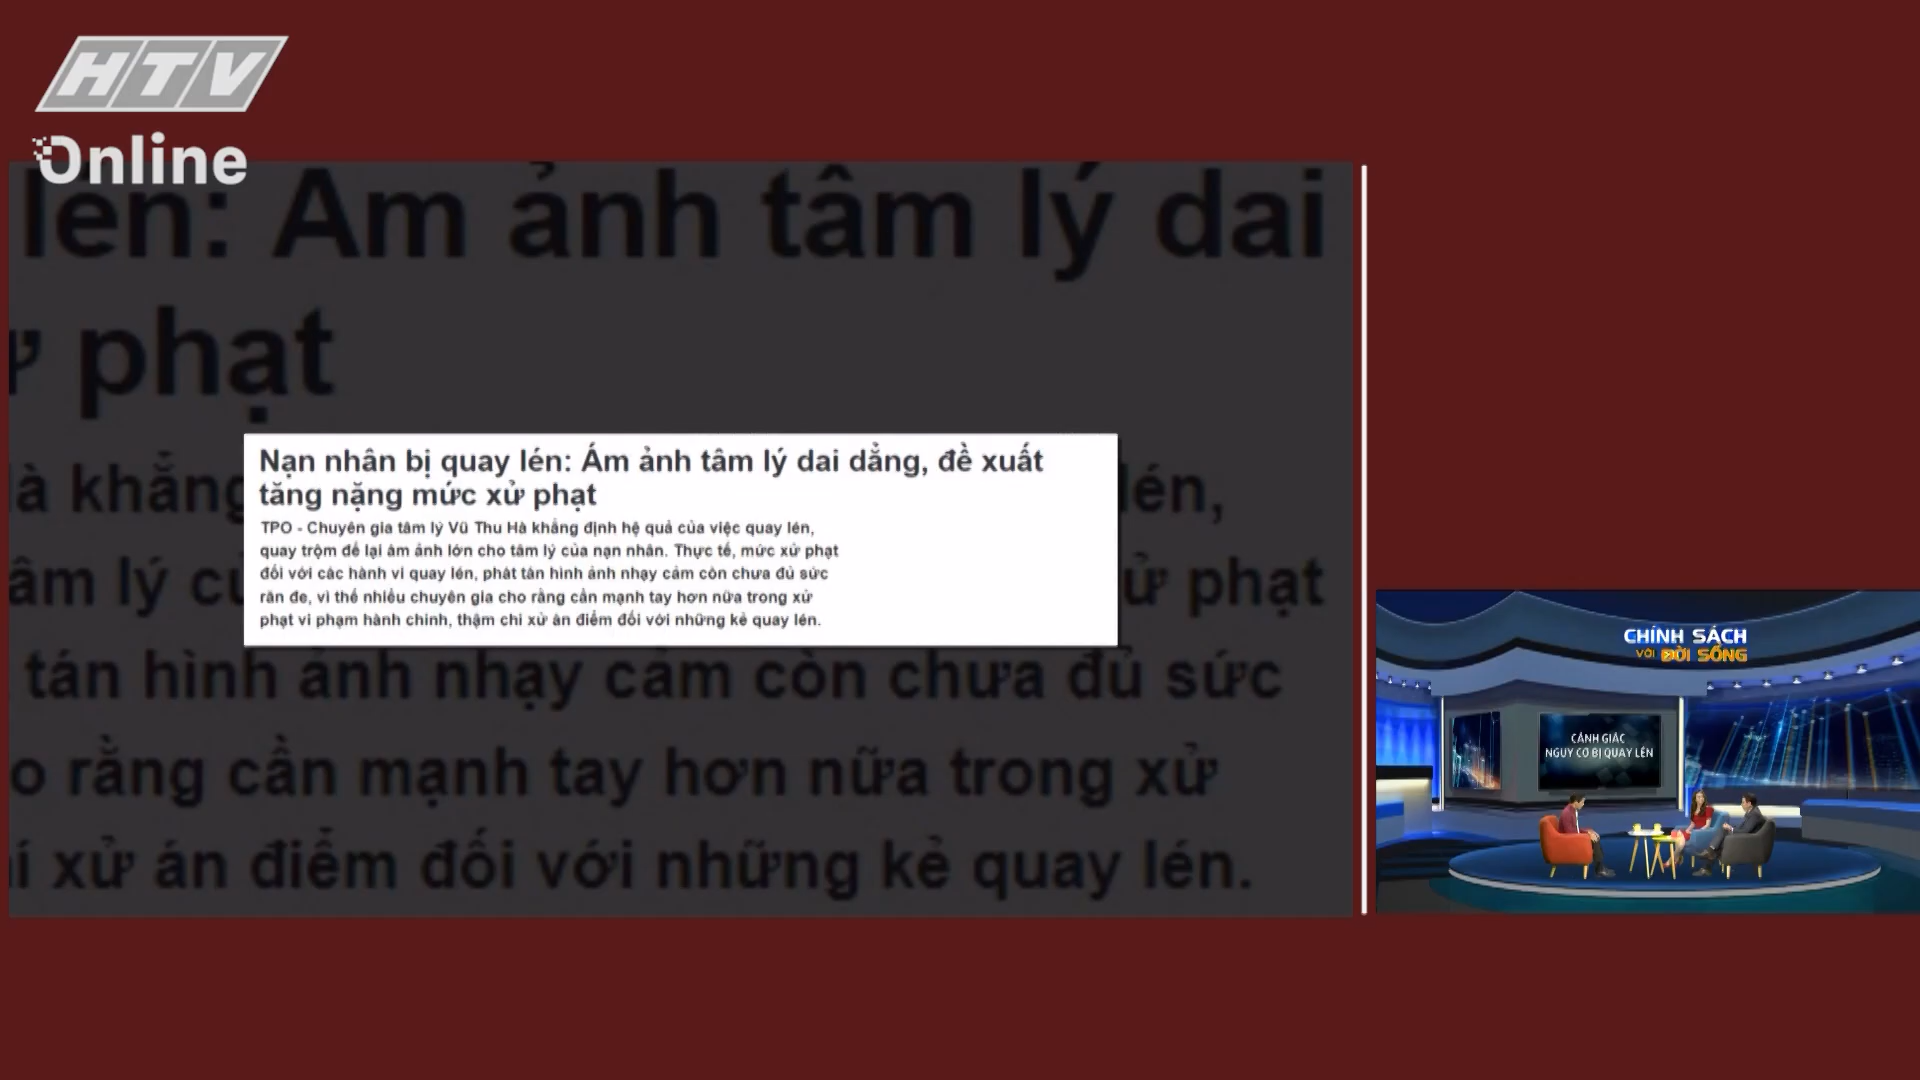 HTV
Online
lén: Ám ảnh tâm lý dai
phạt
à khẳng
lén,
âm lý củ
ử phạt
tán hình ảnh nhạy cảm còn chưa đủ sức
o rằng cần mạnh tay hơn nữa trong xử
í xử án điểm đối với những kẻ quay lén.
Nạn nhân bị quay lén: Ám ảnh tâm lý dai dẳng, đề xuất
tăng nặng mức xử phạt
TPO - Chuyên gia tâm lý Vũ Thu Hà khẳng định hệ quả của việc quay lén,
quay trộm để lại ám ảnh lớn cho tâm lý của nạn nhân. Thực tế, mức xử phạt
đối với các hành vi quay lén, phát tán hình ảnh nhạy cảm còn chưa đủ sức
răn đe, vì thế nhiều chuyên gia cho rằng cần mạnh tay hơn nữa trong xử
phạt vi phạm hành chính, thậm chí xử án điểm đối với những kẻ quay lén.
CHÍNH SÁCH
VỚI ĐỜI SỐNG
CẢNH GIÁC
NGUY CƠ BỊ QUAY LÉN